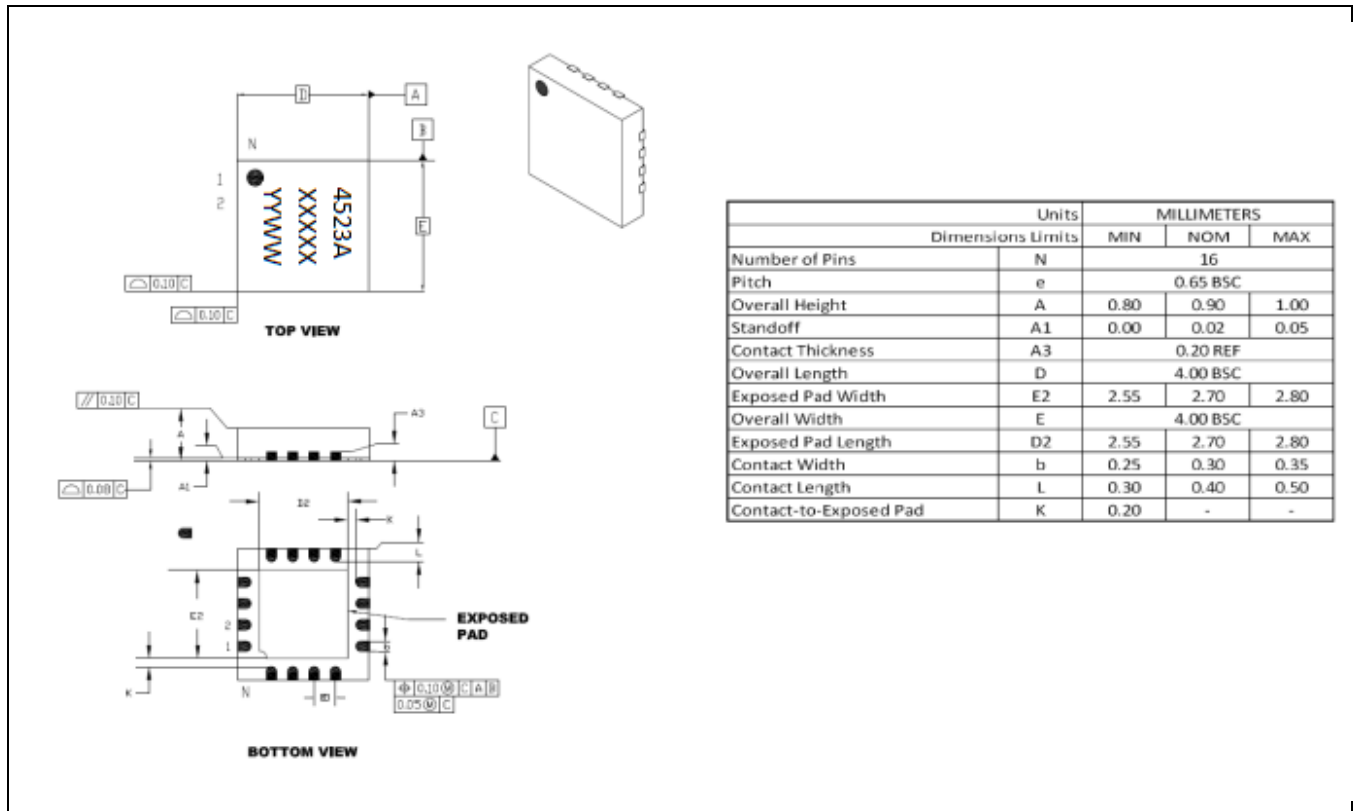 D
A
B
N
1
2
4523A
XXXXX
YYWW
E
0.10 C
0.10 C
TOP VIEW
// 0.10 C
A
A3
C
0.08 C
A1
D2
K
L
E2
EXPOSED
PAD
2
1
K
N
0.10 Ⓜ C A B
0.05 Ⓜ C
BOTTOM VIEW
Units MILLIMETERS
Dimensions Limits MIN NOM MAX
Number of Pins N 16
Pitch e 0.65 BSC
Overall Height A 0.80 0.90 1.00
Standoff A1 0.00 0.02 0.05
Contact Thickness A3 0.20 REF
Overall Length D 4.00 BSC
Exposed Pad Width E2 2.55 2.70 2.80
Overall Width E 4.00 BSC
Exposed Pad Length D2 2.55 2.70 2.80
Contact Width b 0.25 0.30 0.35
Contact Length L 0.30 0.40 0.50
Contact-to-Exposed Pad K 0.20 - -